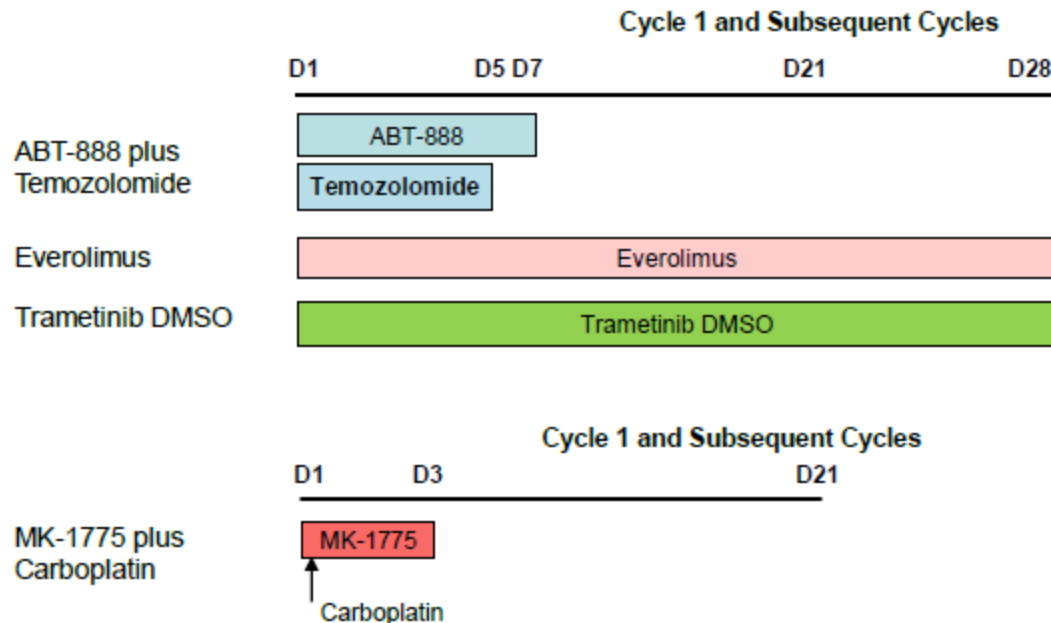 Cycle 1 and Subsequent Cycles
D1 D5 D7 D21 D28
ABT-888 plus
Temozolomide
ABT-888
Temozolomide
Everolimus
Everolimus
Trametinib DMSO
Trametinib DMSO
Cycle 1 and Subsequent Cycles
D1 D3 D21
MK-1775 plus
Carboplatin
MK-1775
Carboplatin